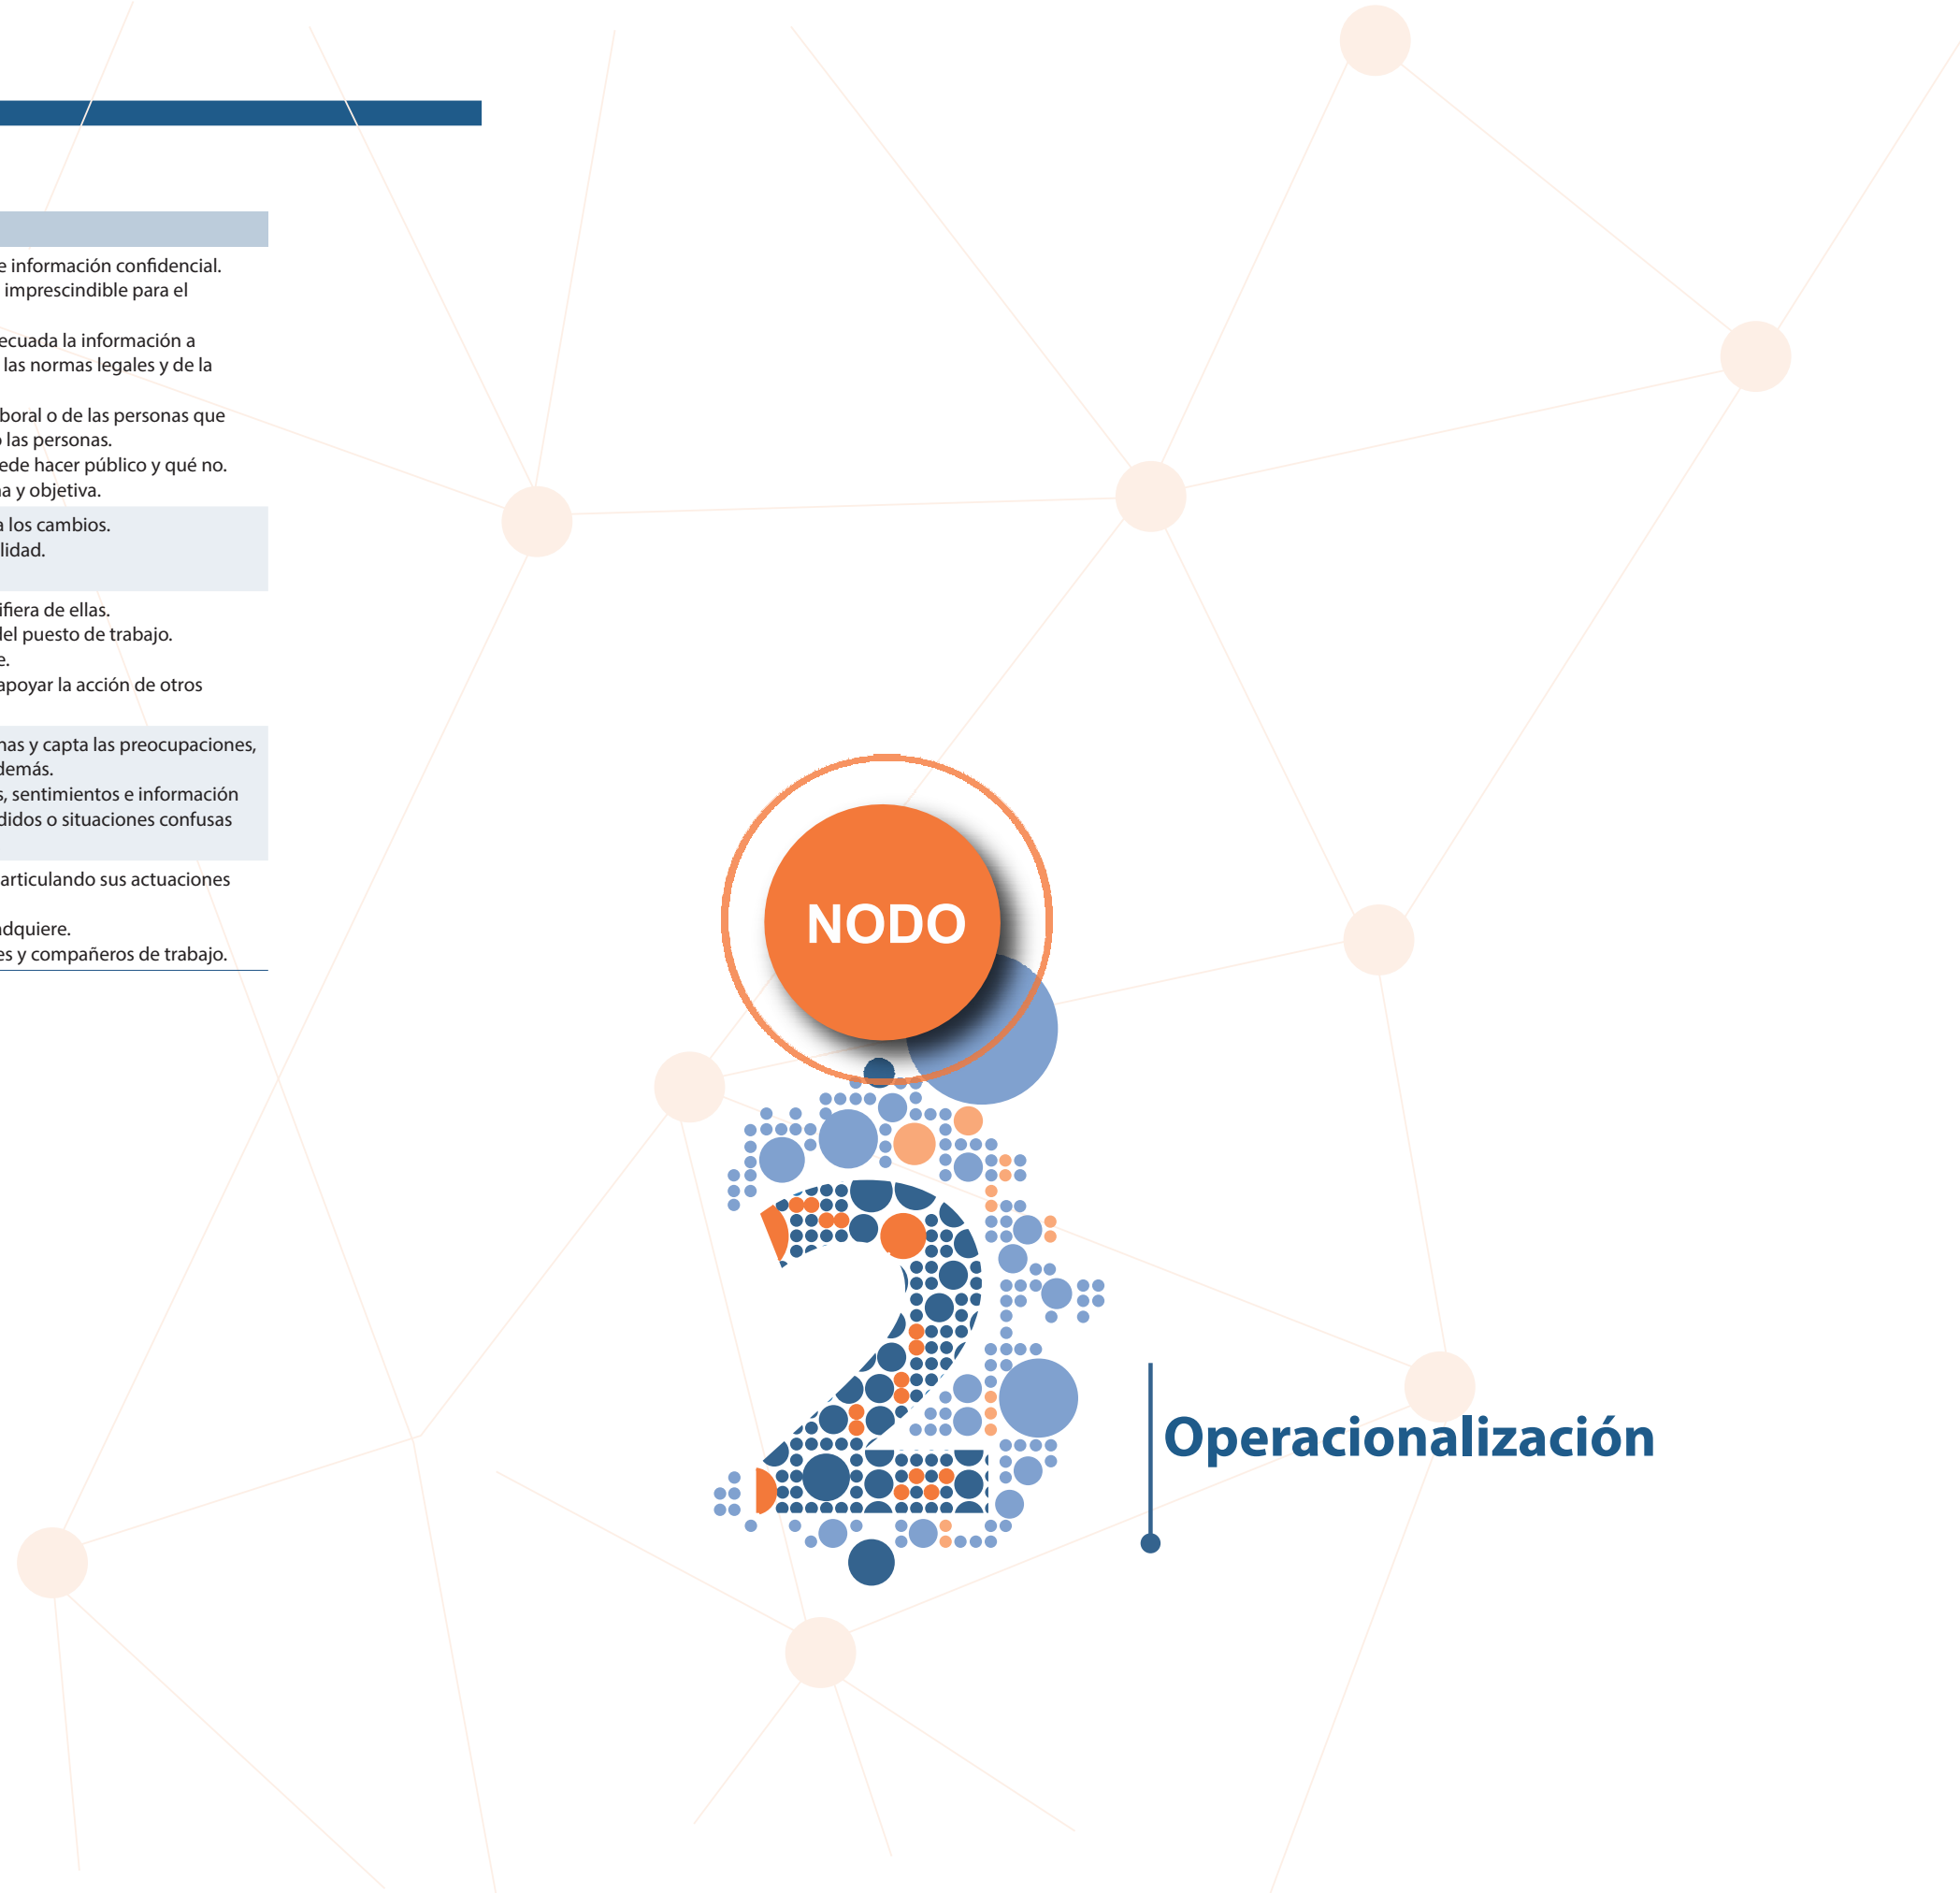 e información confidencial.
imprescindible para el
ecuada la información a
las normas legales y de la
boral o de las personas que
o las personas.
ede hacer público y qué no.
na y objetiva.
a los cambios.
lidad.
ifiera de ellas.
del puesto de trabajo.
e.
apoyar la acción de otros
nas y capta las preocupaciones,
demás.
s, sentimientos e información
didos o situaciones confusas
articulando sus actuaciones
adquiere.
es y compañeros de trabajo.
NODO
2
Operacionalización